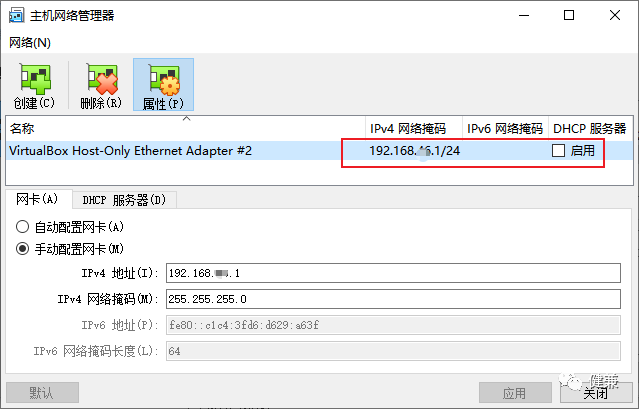 主机网络管理器
网络(N)
创建(C) 删除(R) 属性(P)
名称 IPv4 网络掩码 IPv6 网络掩码 DHCP 服务器
VirtualBox Host-Only Ethernet Adapter #2 192.168. .1/24 启用
网卡(A) DHCP 服务器(D)
自动配置网卡(A)
手动配置网卡(M)
IPv4 地址(I): 192.168. .1
IPv4 网络掩码(M): 255.255.255.0
IPv6 地址(P): fe80::c1c4:3fd6:d629:a63f
IPv6 网络掩码长度(L): 64
默认 应用 关闭
健兼